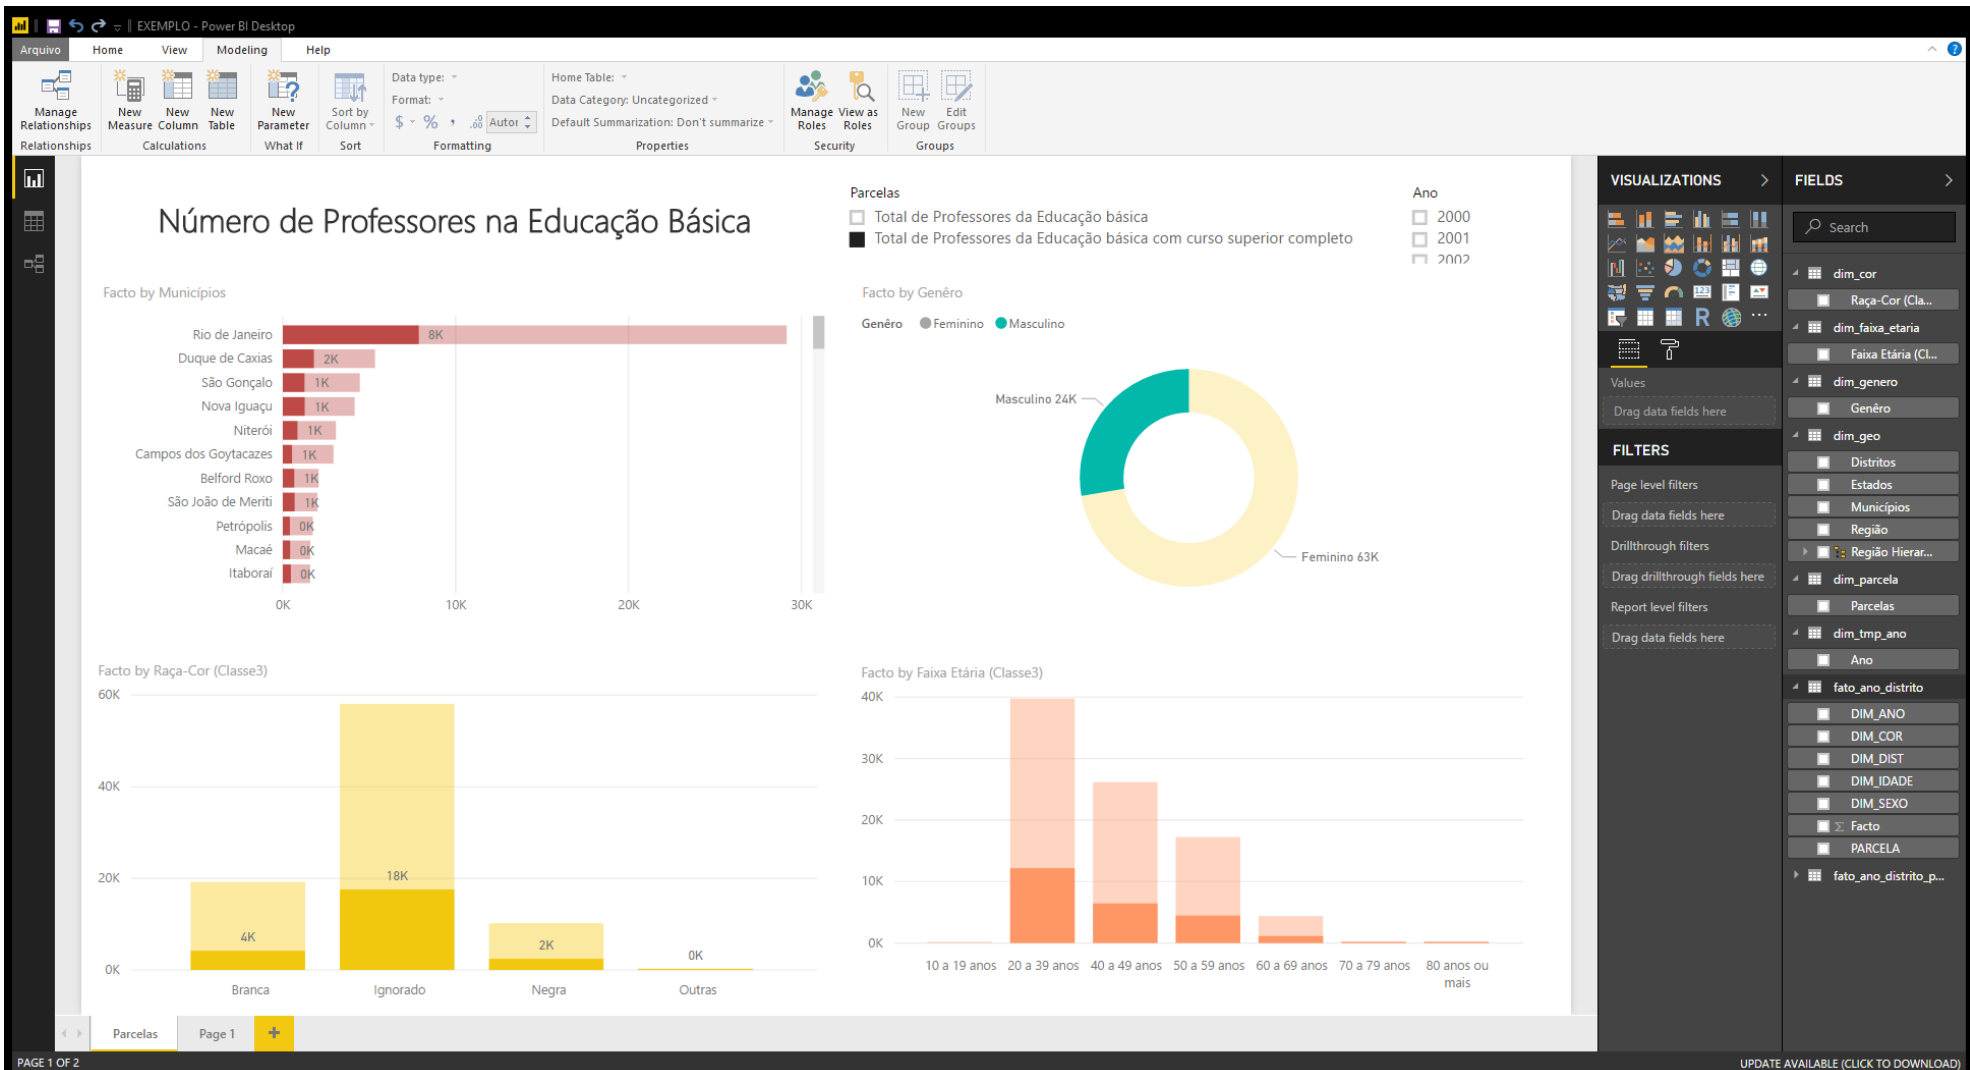 EXEMPLO - Power BI Desktop
Arquivo Home View Modeling Help
Manage Relationships
New Measure
New Column
New Table
New Parameter
Sort by Column
Data type:
Format:
$ % , .00 Autor
Home Table:
Data Category: Uncategorized
Default Summarization: Don't summarize
Manage Roles
View as Roles
New Group
Edit Groups
Relationships Calculations What If Sort Formatting Properties Security Groups
Número de Professores na Educação Básica
Parcelas
Total de Professores da Educação básica
Total de Professores da Educação básica com curso superior completo
Ano
2000
2001
2002
Facto by Municípios
Rio de Janeiro 8K
Duque de Caxias 2K
São Gonçalo 1K
Nova Iguaçu 1K
Niterói 1K
Campos dos Goytacazes 1K
Belford Roxo 1K
São João de Meriti 1K
Petrópolis 0K
Macaé 0K
Itaboraí 0K
0K 10K 20K 30K
Facto by Genêro
Genêro Feminino Masculino
Masculino 24K
Feminino 63K
Facto by Raça-Cor (Classe3)
60K
40K
20K
0K
4K
18K
2K
0K
Branca Ignorado Negra Outras
Facto by Faixa Etária (Classe3)
40K
30K
20K
10K
0K
10 a 19 anos 20 a 39 anos 40 a 49 anos 50 a 59 anos 60 a 69 anos 70 a 79 anos 80 anos ou
mais
VISUALIZATIONS
123
R
Values
Drag data fields here
FILTERS
Page level filters
Drag data fields here
Drillthrough filters
Drag drillthrough fields here
Report level filters
Drag data fields here
FIELDS
Search
dim_cor
Raça-Cor (Cla...
dim_faixa_etaria
Faixa Etária (Cl...
dim_genero
Genêro
dim_geo
Distritos
Estados
Municípios
Região
Região Hierar...
dim_parcela
Parcelas
dim_tmp_ano
Ano
fato_ano_distrito
DIM_ANO
DIM_COR
DIM_DIST
DIM_IDADE
DIM_SEXO
Σ Facto
PARCELA
fato_ano_distrito_p...
Parcelas Page 1 +
PAGE 1 OF 2
UPDATE AVAILABLE (CLICK TO DOWNLOAD)